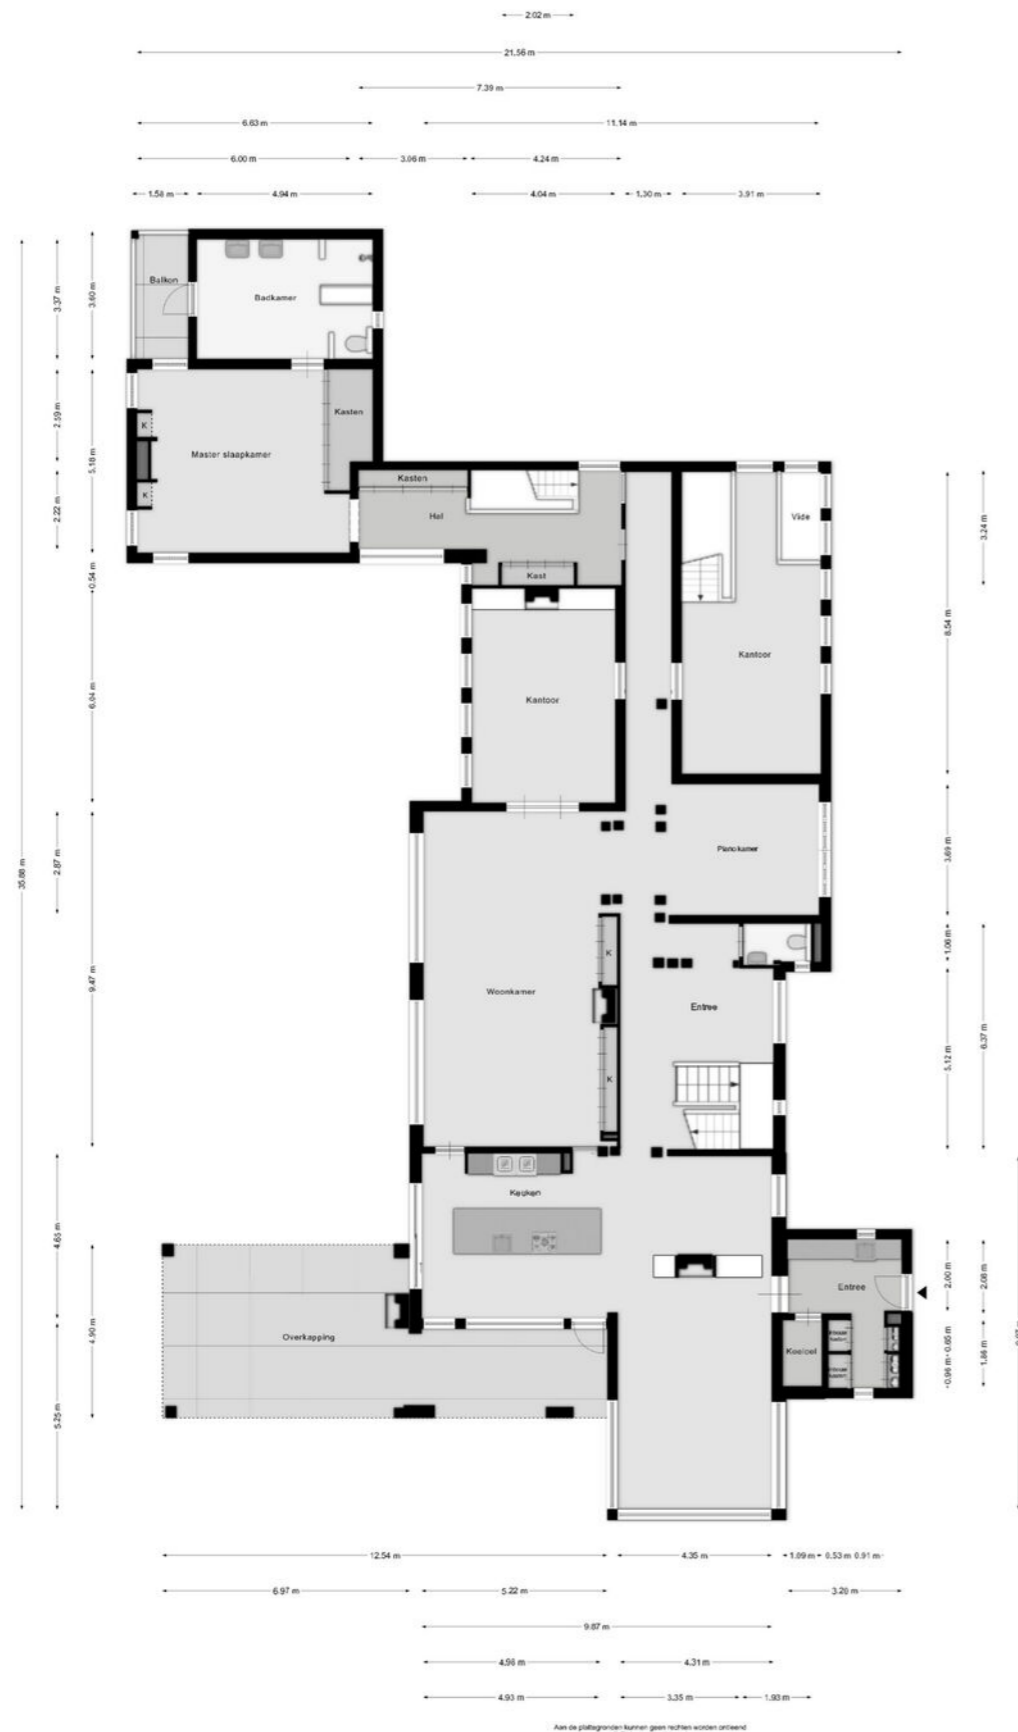 2.02 m
21.56 m
7.39 m
6.63 m
11.14 m
6.00 m
3.06 m
4.24 m
1.58 m
4.94 m
4.04 m
1.30 m
3.91 m
3.37 m
3.60 m
Balkon
Badkamer
2.59 m
5.18 m
K
Master slaapkamer
Kasten
K
2.22 m
Kasten
Hal
Vide
3.24 m
0.54 m
Kast
8.54 m
Kantoor
6.04 m
Kantoor
35.88 m
2.87 m
Pianokamer
3.69 m
9.47 m
K
1.06 m
Woonkamer
Entree
6.37 m
5.12 m
K
Keuken
4.65 m
2.00 m
2.06 m
Entree
4.90 m
Overkapping
Koelcel
0.96 m
0.65 m
1.86 m
5.25 m
12.54 m
4.35 m
1.09 m
0.53 m
0.91 m
6.97 m
5.22 m
3.20 m
9.87 m
4.96 m
4.31 m
4.93 m
3.35 m
1.93 m
Aan de plattegronden kunnen geen rechten worden ontleend